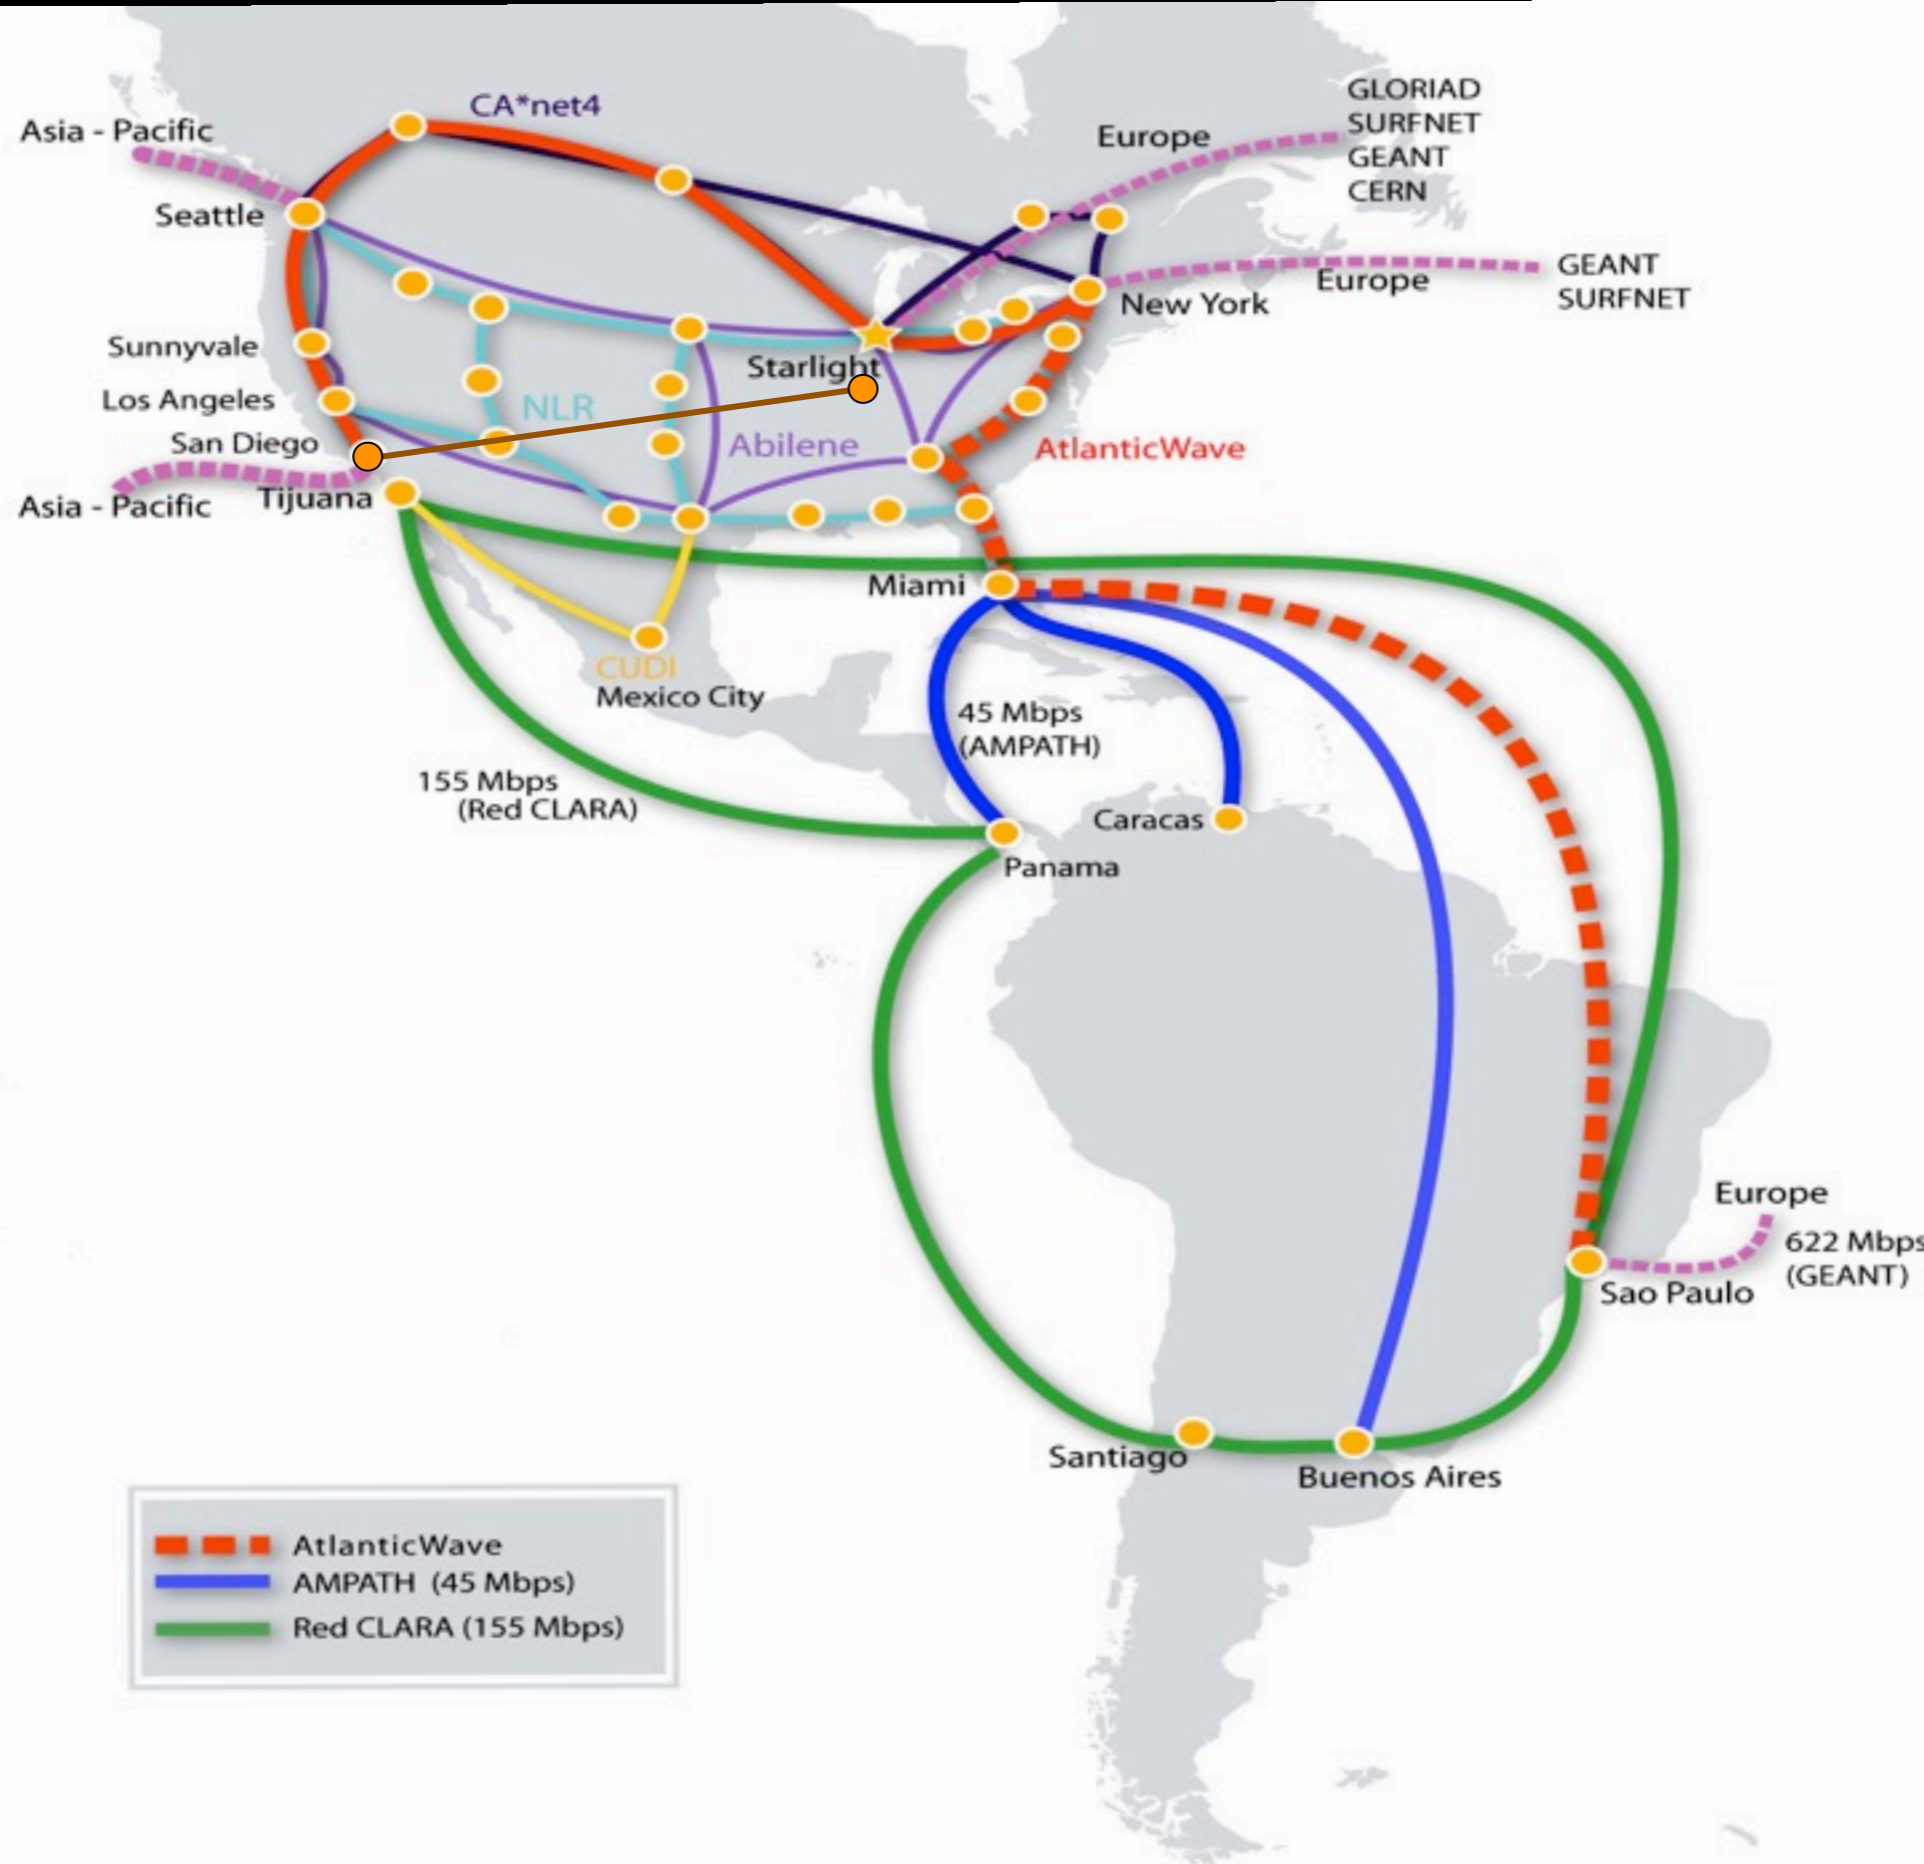 CA*net4
Asia - Pacific
Seattle
Sunnyvale
Los Angeles
San Diego
Tijuana
Asia - Pacific
NLR
Abilene
Starlight
Europe
GLORIAD
SURFNET
GEANT
CERN
Europe
GEANT
SURFNET
New York
AtlanticWave
Miami
CUDI
Mexico City
45 Mbps
(AMPATH)
155 Mbps
(Red CLARA)
Caracas
Panama
Europe
622 Mbps
(GEANT)
Sao Paulo
Santiago
Buenos Aires
AtlanticWave
AMPATH (45 Mbps)
Red CLARA (155 Mbps)